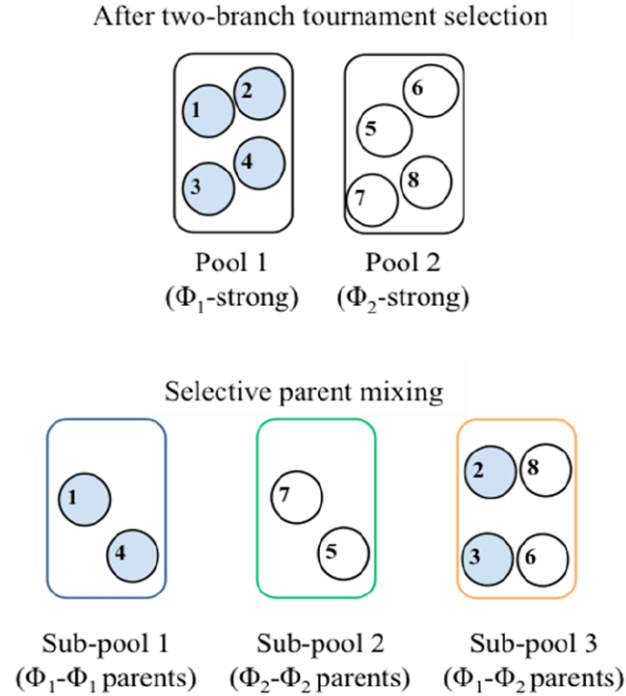 After two-branch tournament selection
1
2
3
4
5
6
7
8
Pool 1
(Φ₁-strong)
Pool 2
(Φ₂-strong)
Selective parent mixing
1
4
7
5
2
8
3
6
Sub-pool 1
(Φ₁-Φ₁ parents)
Sub-pool 2
(Φ₂-Φ₂ parents)
Sub-pool 3
(Φ₁-Φ₂ parents)